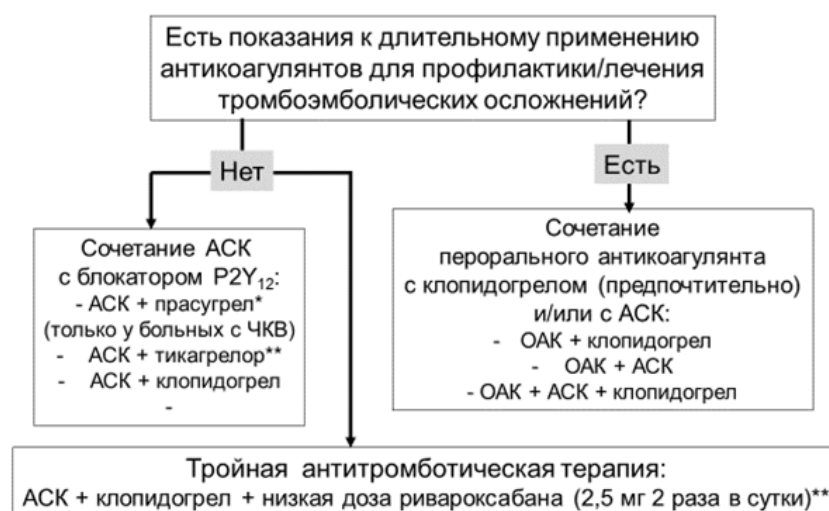 Есть показания к длительному применению
антикоагулянтов для профилактики/лечения
тромбоэмболических осложнений?
Нет
Есть
Сочетание АСК
с блокатором P2Y12:
- АСК + прасугрел*
(только у больных с ЧКВ)
- АСК + тикагрелор**
- АСК + клопидогрел
-
Сочетание
перорального антикоагулянта
с клопидогрелом (предпочтительно)
и/или с АСК:
- ОАК + клопидогрел
- ОАК + АСК
- ОАК + АСК + клопидогрел
Тройная антитромботическая терапия:
АСК + клопидогрел + низкая доза ривароксабана (2,5 мг 2 раза в сутки)**